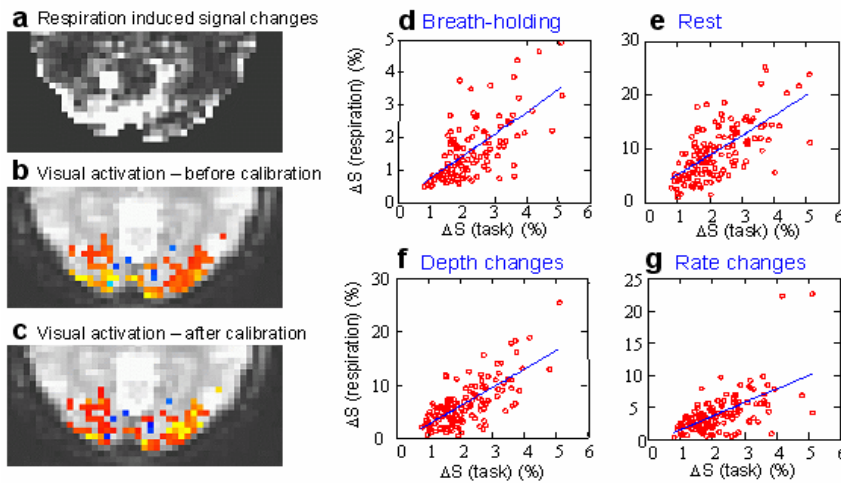 a Respiration induced signal changes
b Visual activation – before calibration
c Visual activation – after calibration
d Breath-holding
ΔS (respiration) (%)
5
4
3
2
1
0
0 1 2 3 4 5 6
ΔS (task) (%)
e Rest
30
20
10
0
0 1 2 3 4 5 6
ΔS (task) (%)
f Depth changes
ΔS (respiration) (%)
30
20
10
0
0 1 2 3 4 5 6
ΔS (task) (%)
g Rate changes
25
20
15
10
5
0
0 1 2 3 4 5 6
ΔS (task) (%)